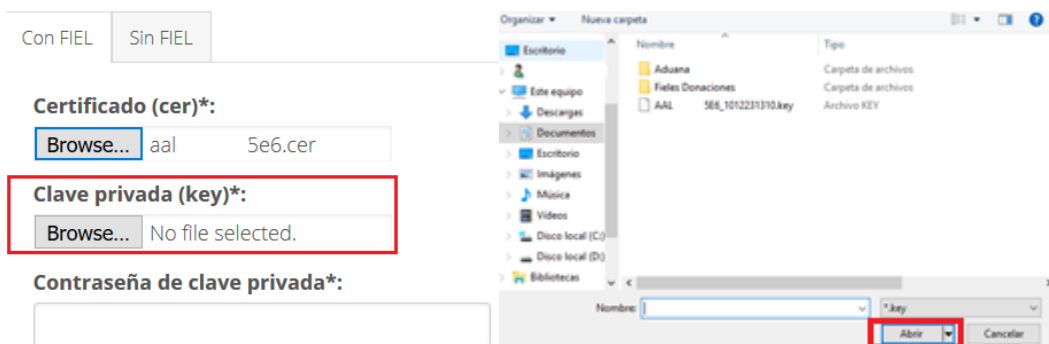 Con FIEL Sin FIEL
Certificado (cer)*:
Browse... aal 5e6.cer
Clave privada (key)*:
Browse... No file selected.
Contraseña de clave privada*:
Organizar Nueva carpeta
Escritorio
Este equipo
Descargas
Documentos
Escritorio
Imágenes
Música
Vídeos
Disco local (C:)
Disco local (D:)
Bibliotecas
Nombre Tipo
Aduana Carpeta de archivos
Fieles Donaciones Carpeta de archivos
AAL 5E6_1012231310.key Archivo KEY
Nombre: *.key
Abrir Cancelar